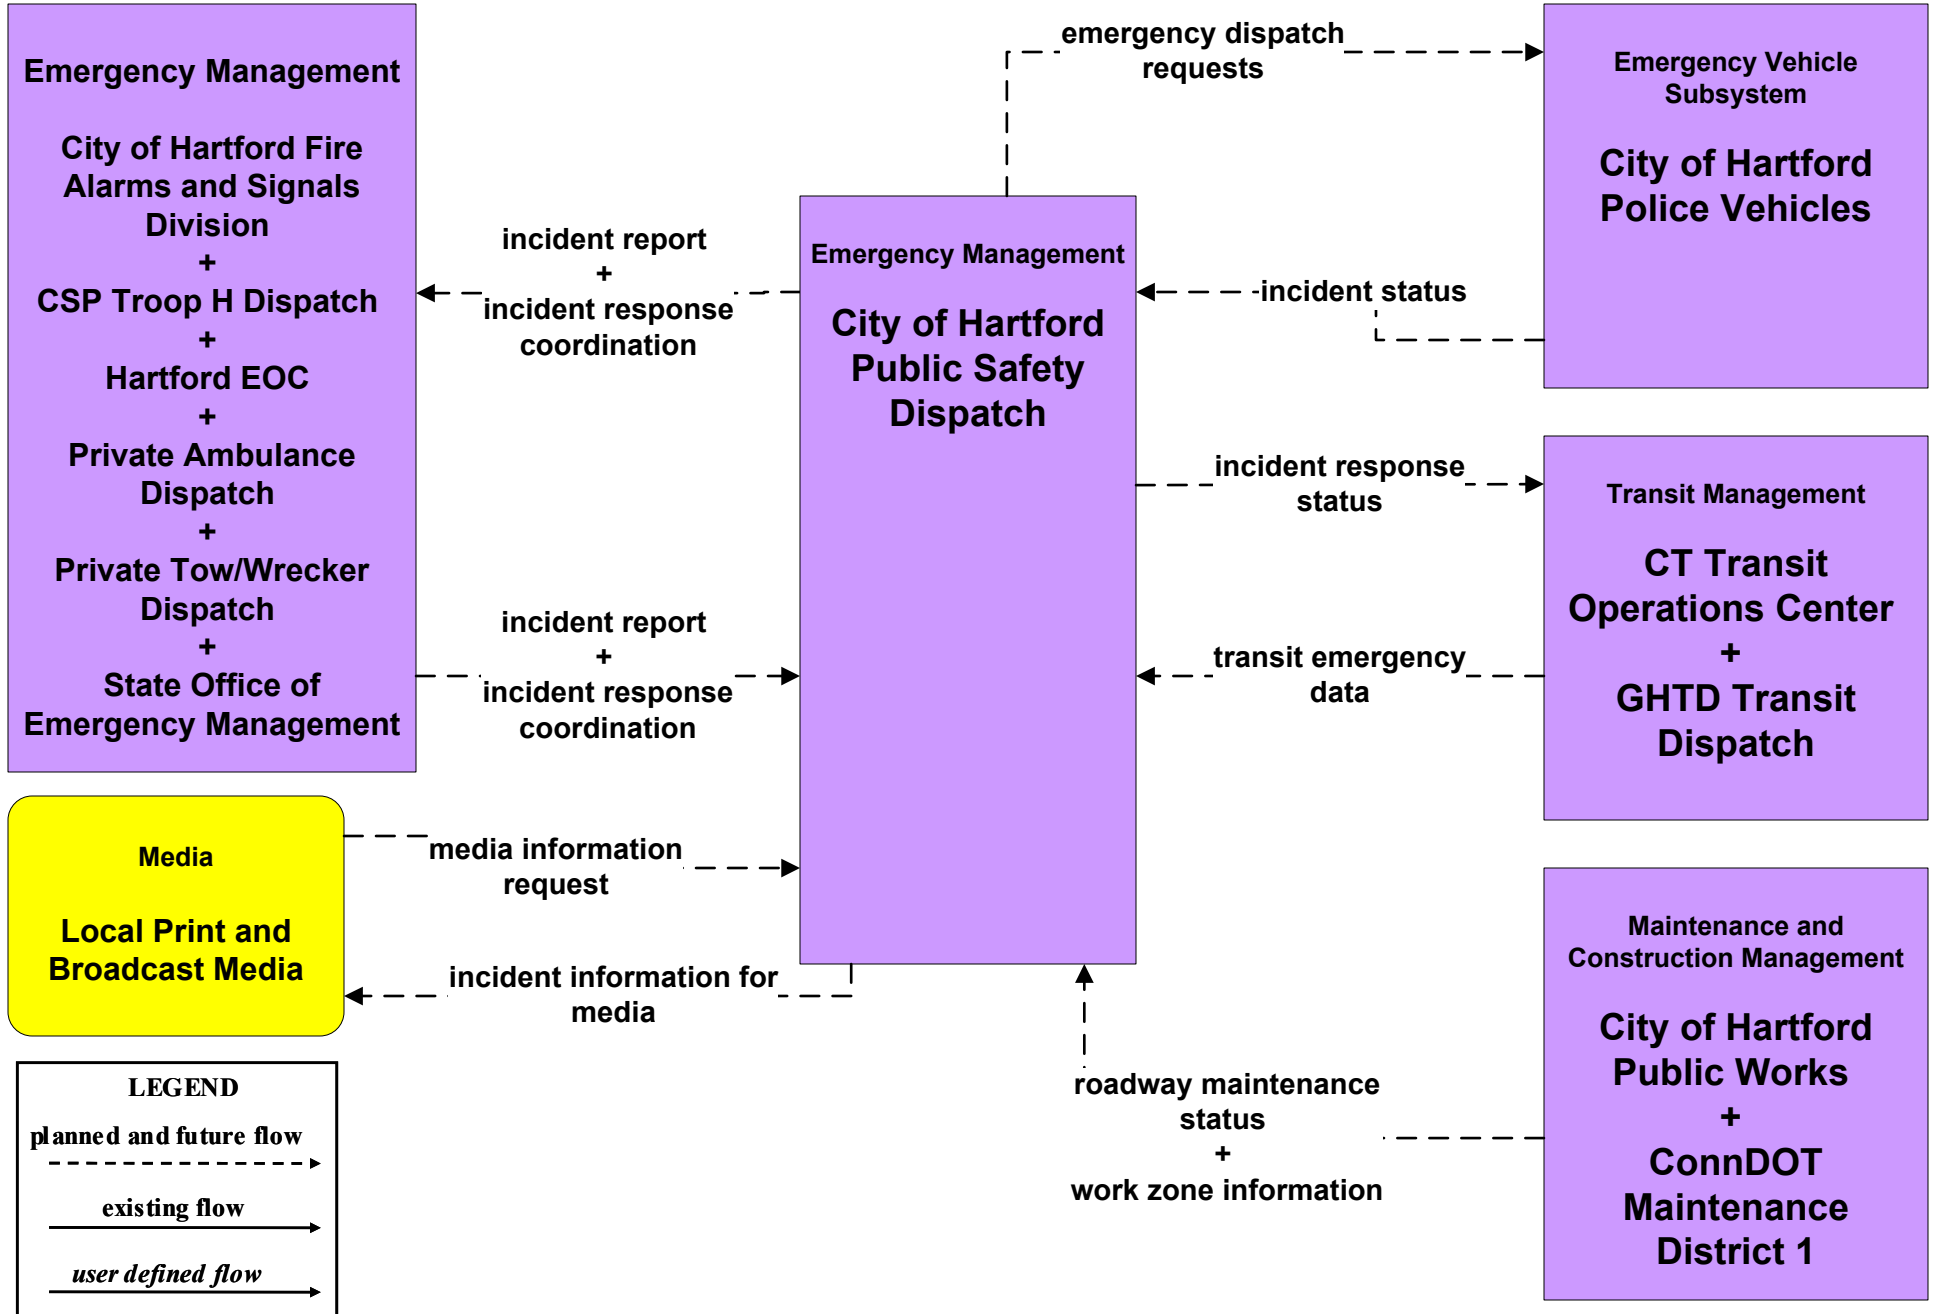 Emergency Management
City of Hartford Fire
Alarms and Signals
Division
+
CSP Troop H Dispatch
+
Hartford EOC
+
Private Ambulance
Dispatch
+
Private Tow/Wrecker
Dispatch
+
State Office of
Emergency Management
incident report
+
incident response
coordination
incident report
+
incident response
coordination
Media
Local Print and
Broadcast Media
media information
request
incident information for
media
Emergency Management
City of Hartford
Public Safety
Dispatch
emergency dispatch
requests
incident status
Emergency Vehicle
Subsystem
City of Hartford
Police Vehicles
incident response
status
transit emergency
data
Transit Management
CT Transit
Operations Center
+
GHTD Transit
Dispatch
roadway maintenance
status
+
work zone information
Maintenance and
Construction Management
City of Hartford
Public Works
+
ConnDOT
Maintenance
District 1
LEGEND
planned and future flow
existing flow
user defined flow